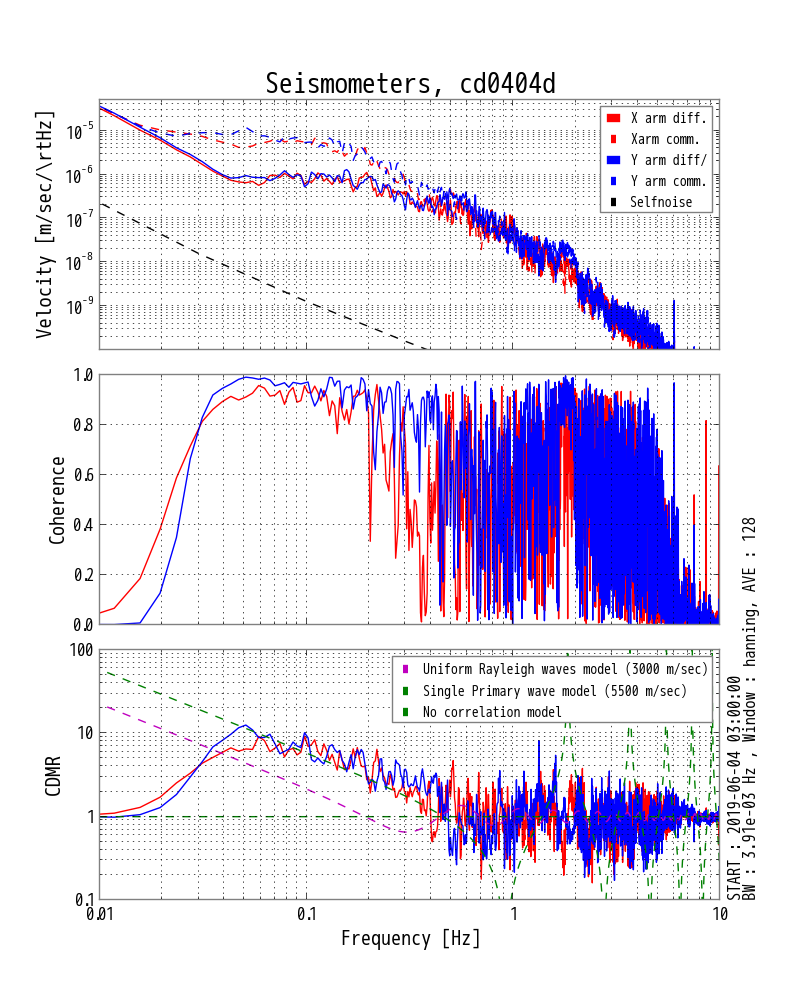 Seismometers, cd0404d
Velocity [m/sec/\rtHz]
10^-5
10^-6
10^-7
10^-8
10^-9
X arm diff.
Xarm comm.
Y arm diff/
Y arm comm.
Selfnoise
Coherence
1.0
0.8
0.6
0.4
0.2
0.0
CDMR
100
10
1
0.1
Uniform Rayleigh waves model (3000 m/sec)
Single Primary wave model (5500 m/sec)
No correlation model
0.01 0.1 1 10
Frequency [Hz]
START : 2019-06-04 03:00:00
BW : 3.91e-03 Hz , Window : hanning, AVE : 128